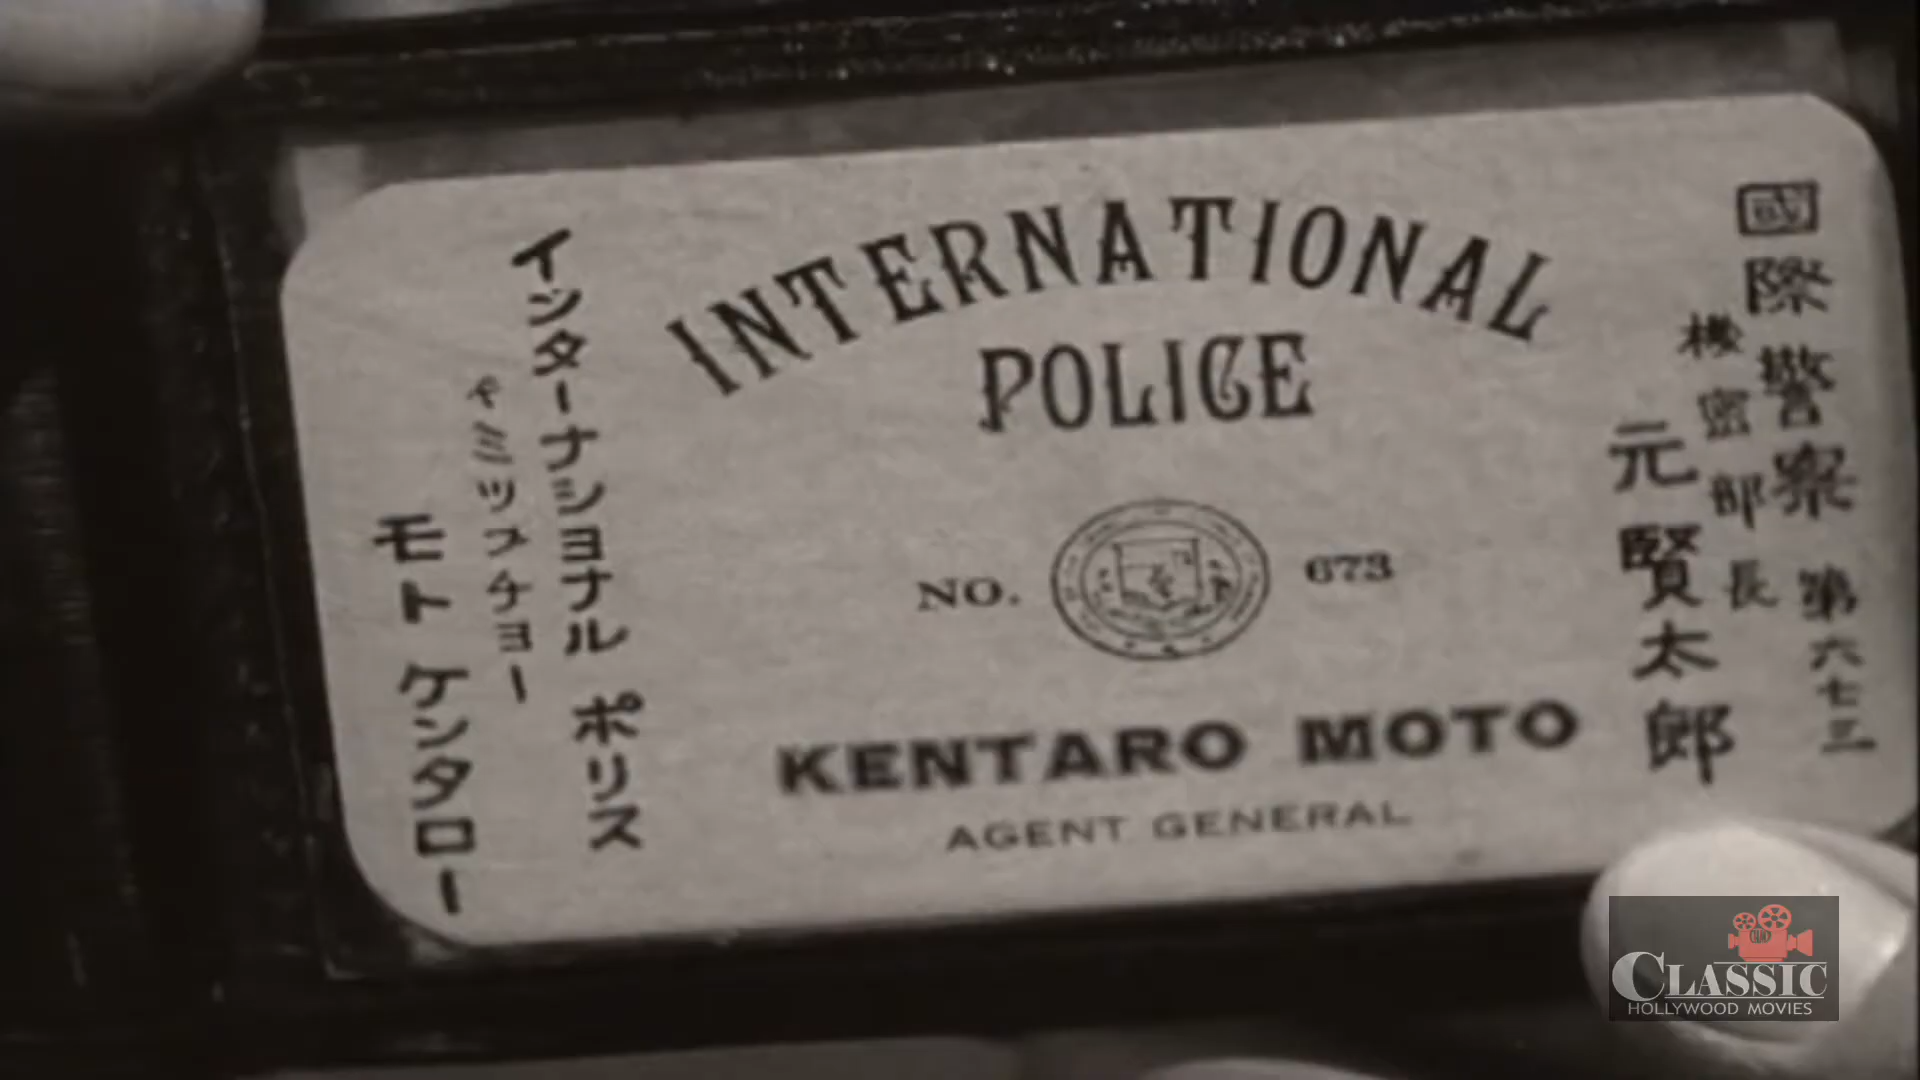 INTERNATIONAL
POLICE
NO. 673
KENTARO MOTO
AGENT GENERAL
國際警察 第六七三
機密部長
元賢太郎
インターナショナル ポリス
キミツブチョー
モト ケンタロー
CLASSIC
HOLLYWOOD MOVIES